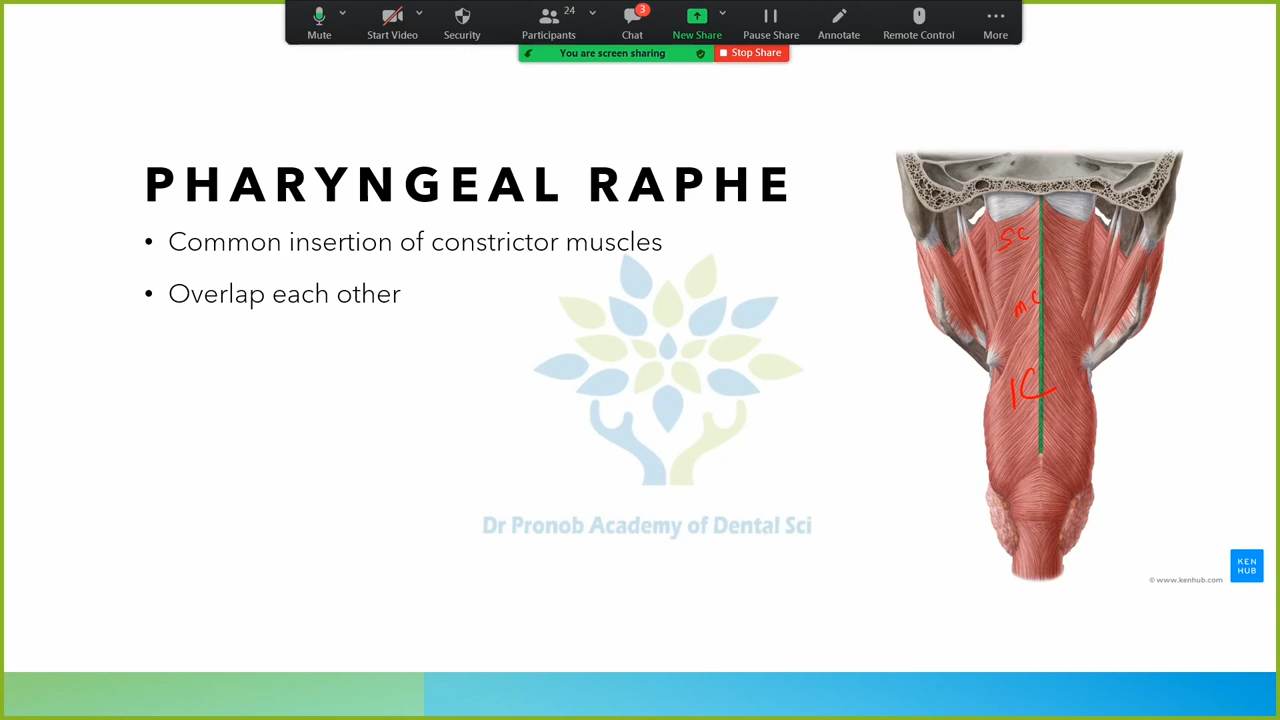 24
3
Mute
Start Video
Security
Participants
Chat
New Share
Pause Share
Annotate
Remote Control
More
You are screen sharing
Stop Share
PHARYNGEAL RAPHE
• Common insertion of constrictor muscles
• Overlap each other
SC
mc
IC
Dr Pronob Academy of Dental Sci
KEN
HUB
© www.kenhub.com